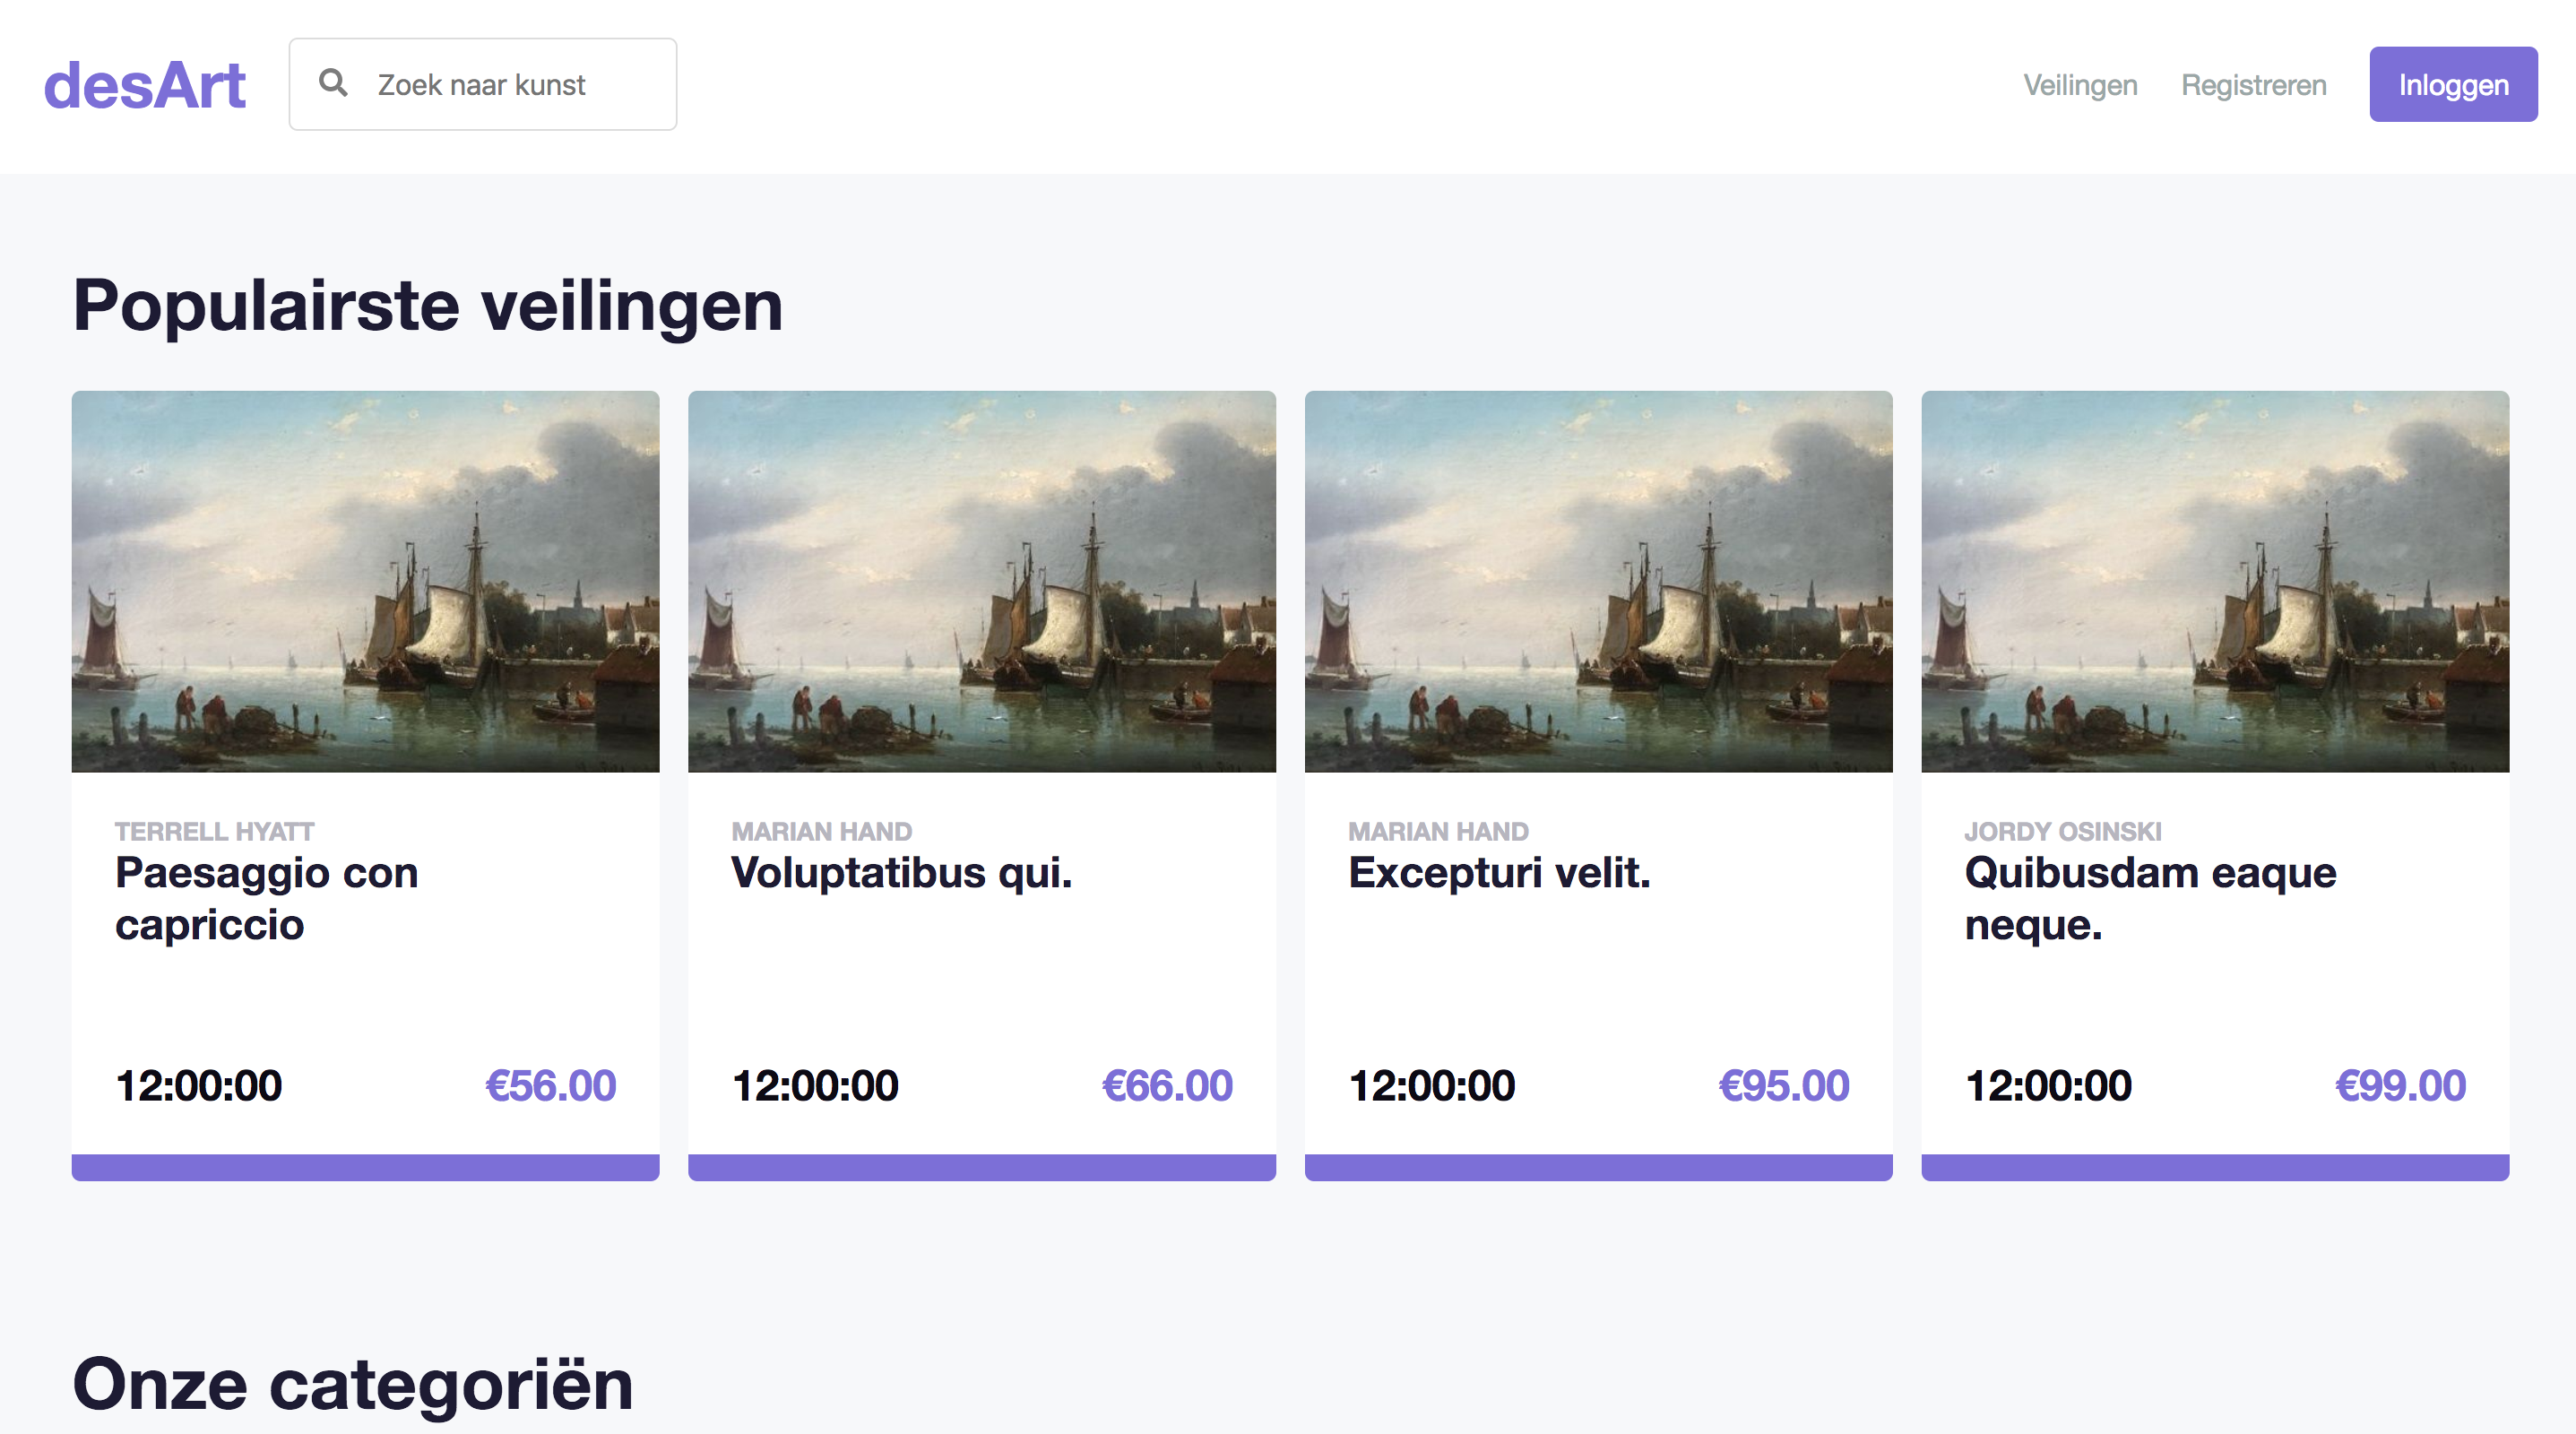 desArt
Zoek naar kunst
Veilingen
Registreren
Inloggen
Populairste veilingen
TERRELL HYATT
Paesaggio con
capriccio
12:00:00
€56.00
MARIAN HAND
Voluptatibus qui.
12:00:00
€66.00
MARIAN HAND
Excepturi velit.
12:00:00
€95.00
JORDY OSINSKI
Quibusdam eaque
neque.
12:00:00
€99.00
Onze categoriën